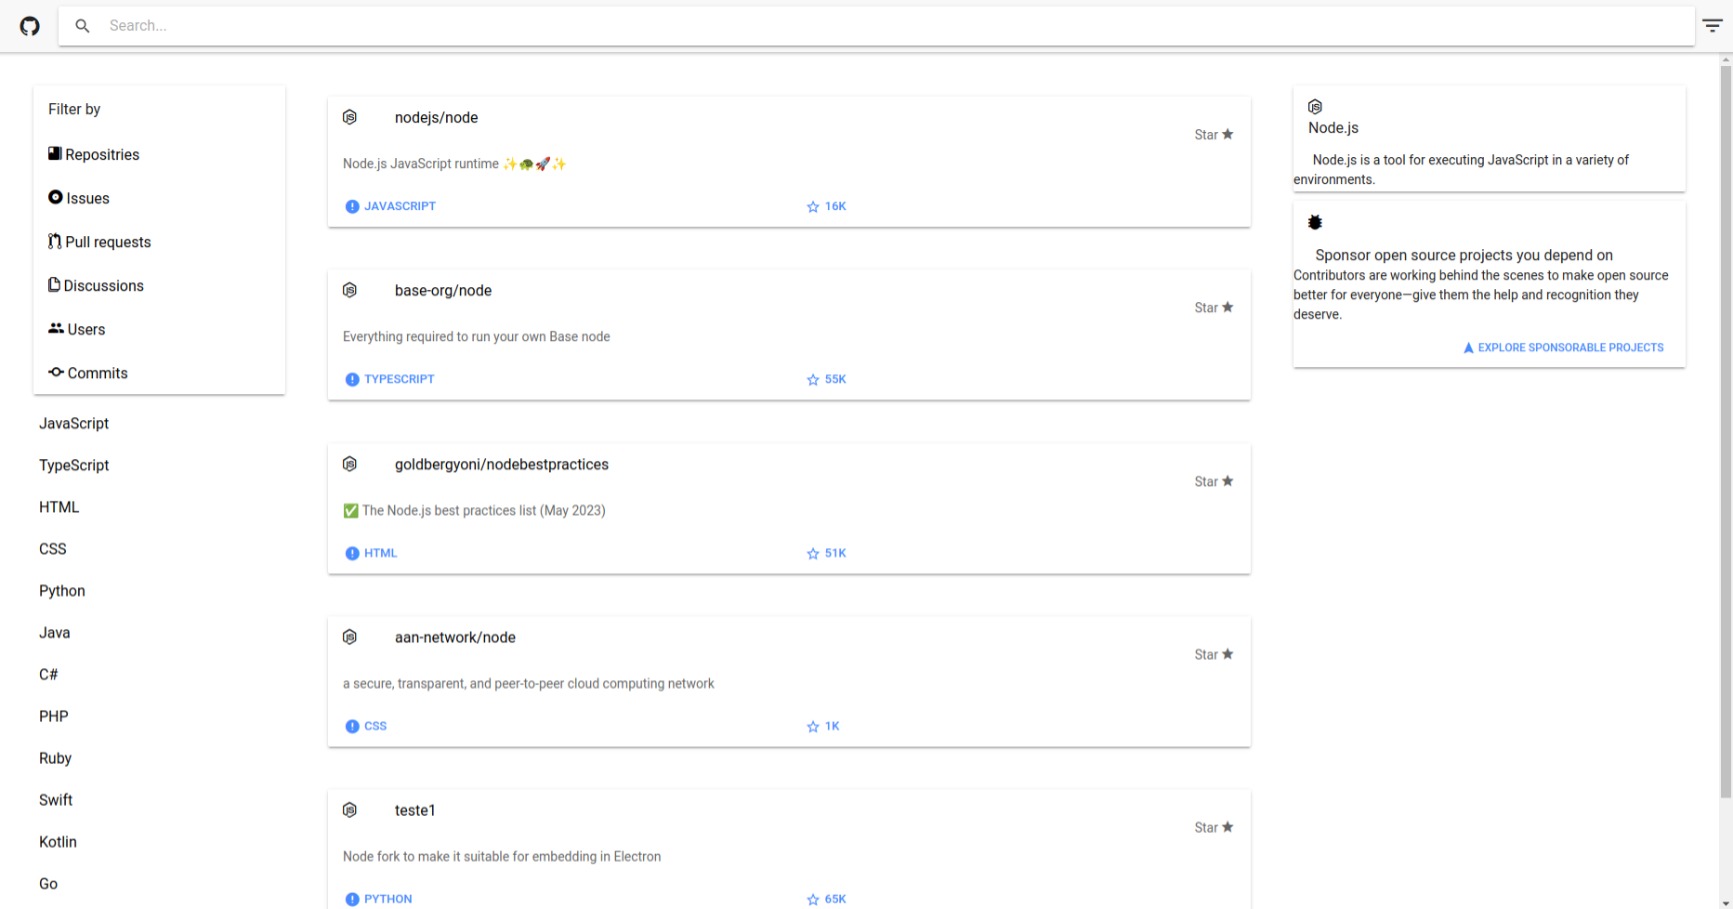 Search...
Filter by
Repositries
Issues
Pull requests
Discussions
Users
Commits
JavaScript
TypeScript
HTML
CSS
Python
Java
C#
PHP
Ruby
Swift
Kotlin
Go
nodejs/node
Star ★
Node.js JavaScript runtime ✨🐢🚀✨
JAVASCRIPT
16K
base-org/node
Star ★
Everything required to run your own Base node
TYPESCRIPT
55K
goldbergyoni/nodebestpractices
Star ★
✅ The Node.js best practices list (May 2023)
HTML
51K
aan-network/node
Star ★
a secure, transparent, and peer-to-peer cloud computing network
CSS
1K
teste1
Star ★
Node fork to make it suitable for embedding in Electron
PYTHON
65K
Node.js
Node.js is a tool for executing JavaScript in a variety of
environments.
Sponsor open source projects you depend on
Contributors are working behind the scenes to make open source
better for everyone—give them the help and recognition they
deserve.
EXPLORE SPONSORABLE PROJECTS